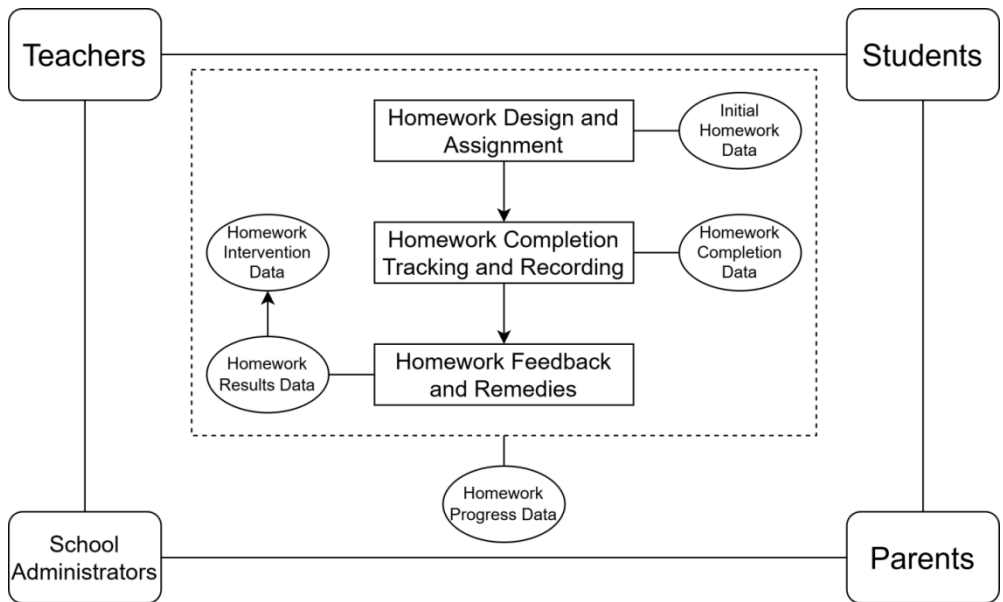 Teachers
Students
Homework Design and
Assignment
Initial
Homework
Data
Homework
Intervention
Data
Homework Completion
Tracking and Recording
Homework
Completion
Data
Homework
Results Data
Homework Feedback
and Remedies
Homework
Progress Data
School
Administrators
Parents